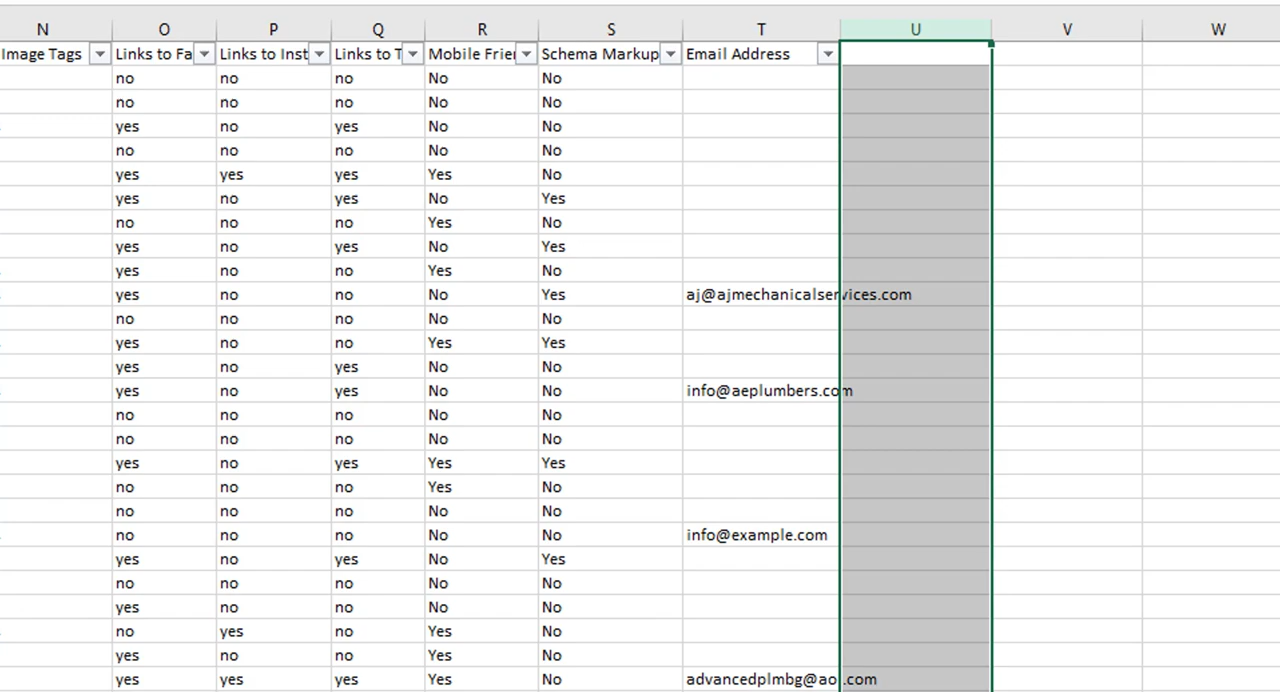 N O P Q R S T U V W
Image Tags Links to Fa Links to Inst Links to T Mobile Frie Schema Markup Email Address
no no no No No
no no no No No
yes no yes No No
no no no No No
yes yes yes Yes No
yes no yes No Yes
no no no Yes No
yes no yes No Yes
yes no no Yes No
yes no no No Yes aj@ajmechanicalservices.com
no no no No No
yes no no Yes Yes
yes no yes No No
yes no yes No No info@aeplumbers.com
no no no No No
no no no No No
yes no yes Yes Yes
no no no Yes No
no no no No No
no no no No No info@example.com
yes no yes No Yes
no no no No No
yes no no No No
no yes no Yes No
yes no no Yes No
yes yes yes Yes No advancedplmbg@aol.com